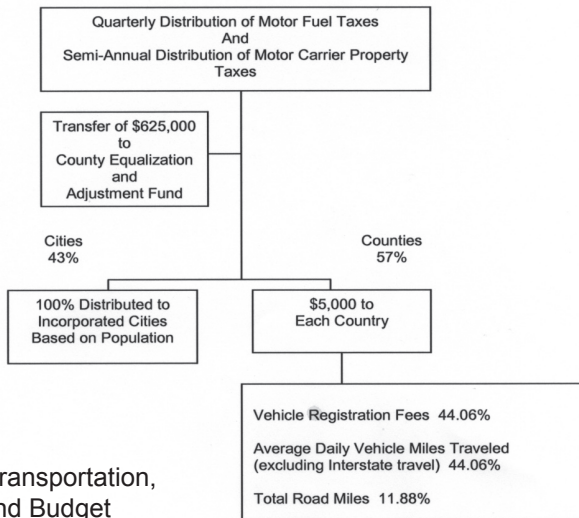 Quarterly Distribution of Motor Fuel Taxes
And
Semi-Annual Distribution of Motor Carrier Property
Taxes
Transfer of $625,000
to
County Equalization
and
Adjustment Fund
Cities
43%
Counties
57%
100% Distributed to
Incorporated Cities
Based on Population
$5,000 to
Each Country
Vehicle Registration Fees 44.06%
Average Daily Vehicle Miles Traveled
(excluding Interstate travel) 44.06%
Total Road Miles 11.88%
ransportation,
nd Budget